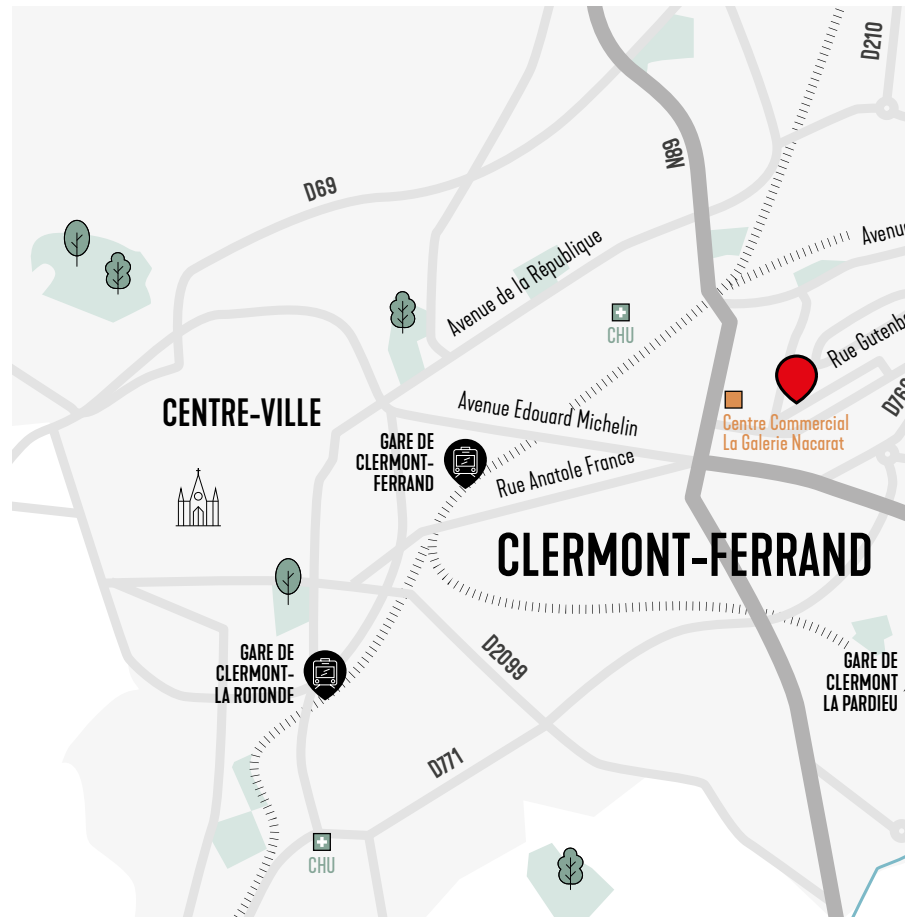 D210
N89
D69
Avenue
Avenue de la République
CHU
Rue Gutenb
D769
CENTRE-VILLE
Avenue Edouard Michelin
Centre Commercial
La Galerie Nacarat
GARE DE
CLERMONT-
FERRAND
Rue Anatole France
CLERMONT-FERRAND
GARE DE
CLERMONT-
LA ROTONDE
D2099
GARE DE
CLERMONT
LA PARDIEU
D771
CHU